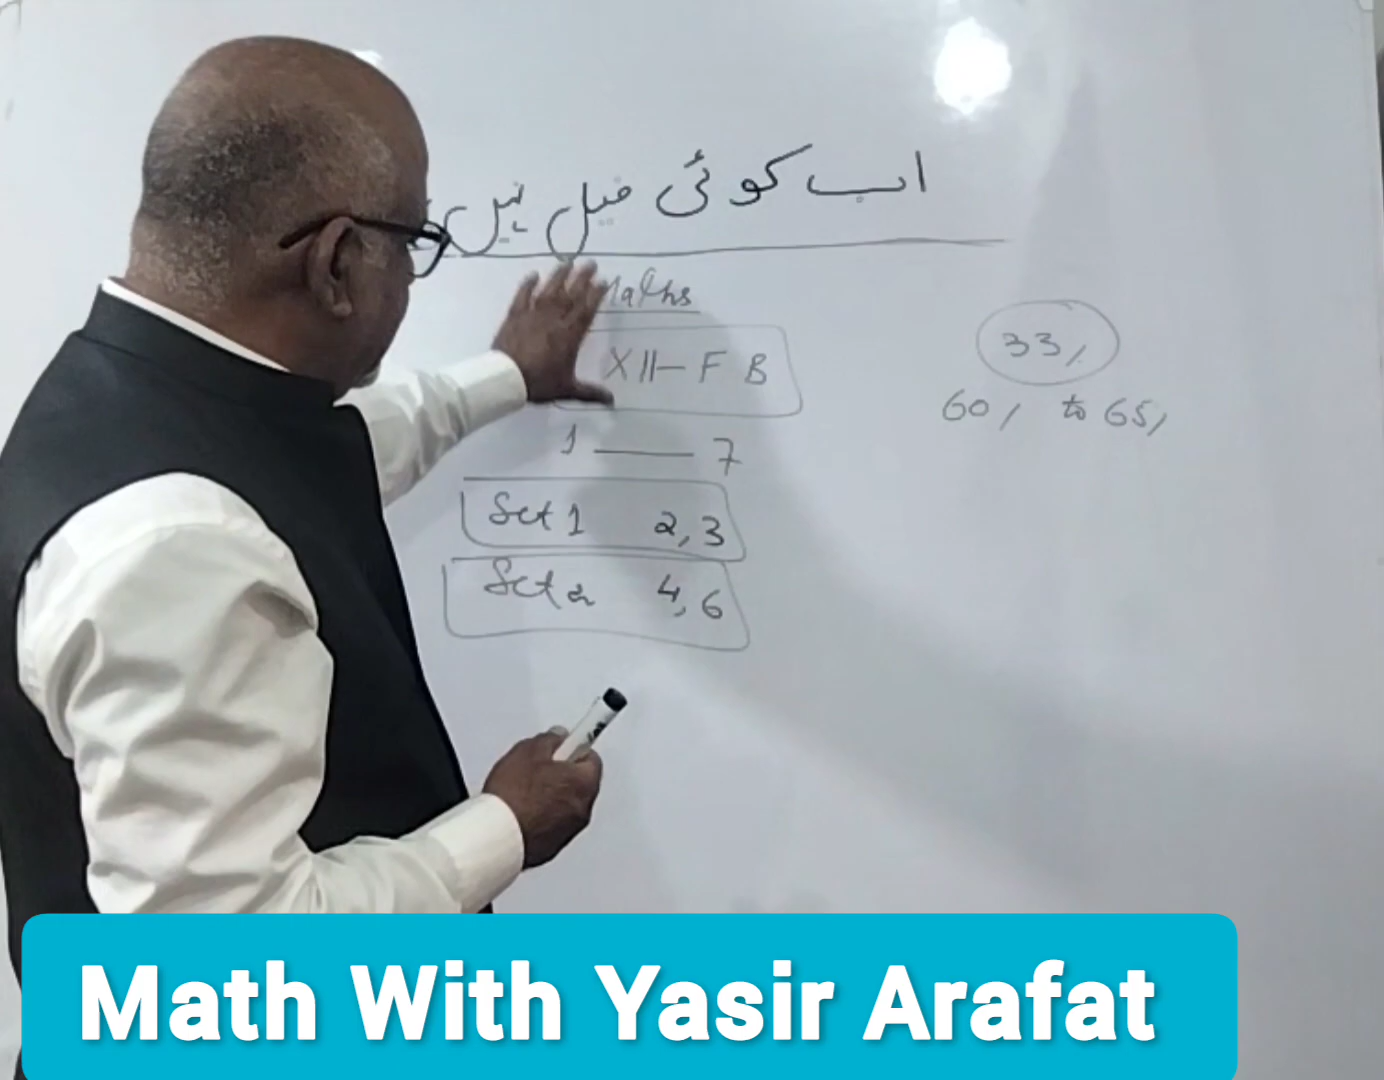 اب کوئی فیل نہیں
Maths
XII-FB
1 — 7
Set 1 2,3
Set 2 4,6
33%
60% to 65%
Math With Yasir Arafat